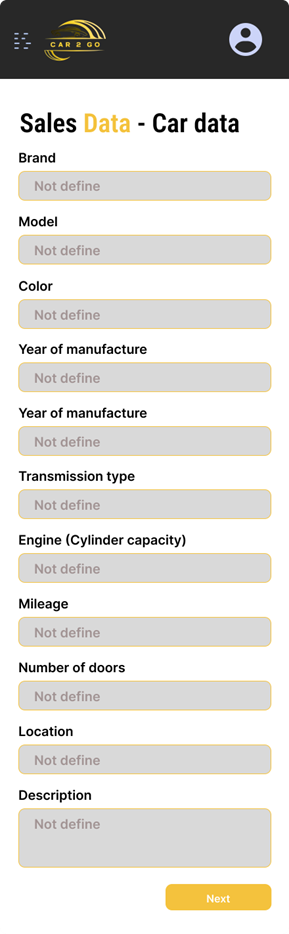 CAR 2 GO
Sales Data - Car data
Brand
Not define
Model
Not define
Color
Not define
Year of manufacture
Not define
Year of manufacture
Not define
Transmission type
Not define
Engine (Cylinder capacity)
Not define
Mileage
Not define
Number of doors
Not define
Location
Not define
Description
Not define
Next